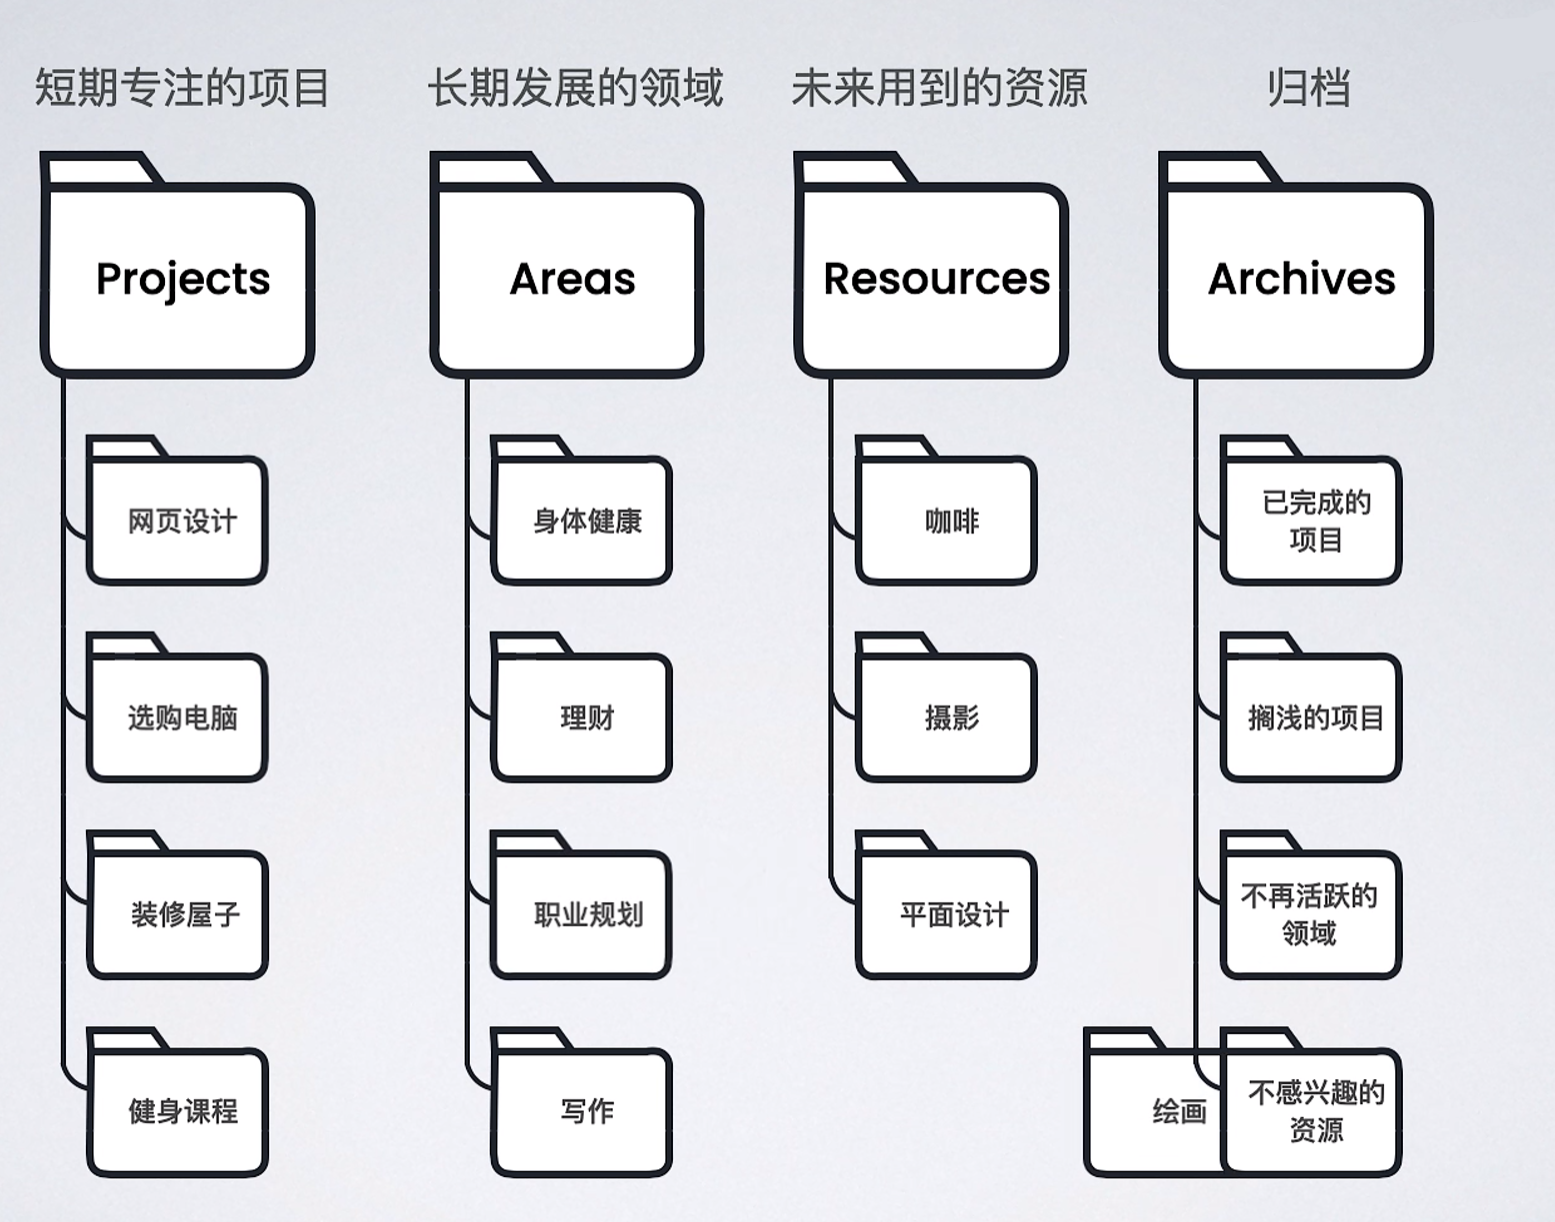 短期专注的项目
长期发展的领域
未来用到的资源
归档
Projects
Areas
Resources
Archives
网页设计
身体健康
咖啡
已完成的
项目
选购电脑
理财
摄影
搁浅的项目
装修屋子
职业规划
平面设计
不再活跃的
领域
健身课程
写作
绘画
不感兴趣的
资源